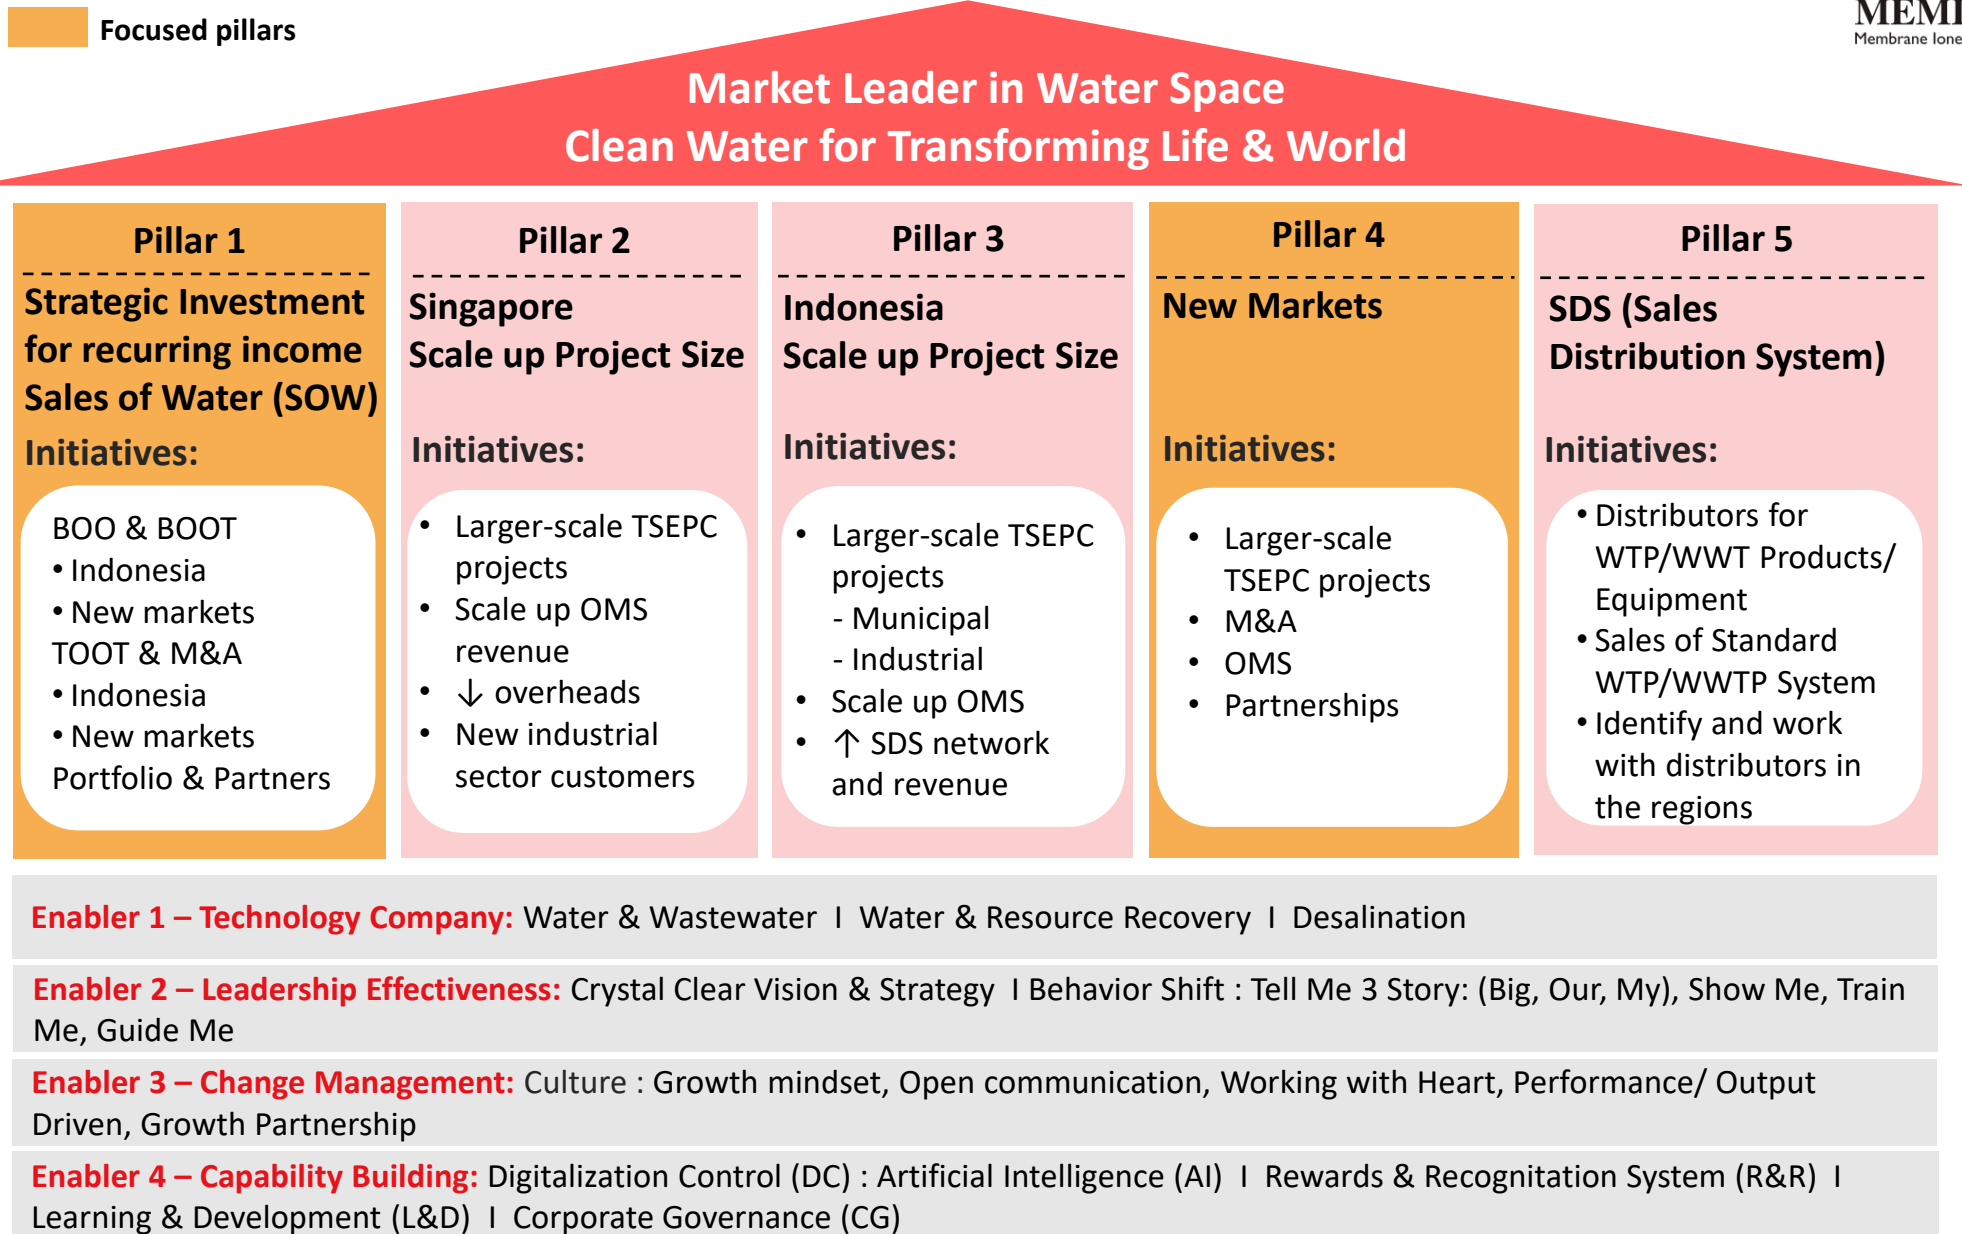 Focused pillars
Membrane
Market Leader in Water Space
Clean Water for Transforming Life & World
Pillar 1
Strategic Investment
for recurring income
Sales of Water (SOW)
Initiatives:
BOO & BOOT
• Indonesia
• New markets
TOOT & M&A
• Indonesia
• New markets
Portfolio & Partners
Pillar 2
Singapore
Scale up Project Size
Initiatives:
• Larger-scale TSEPC
projects
• Scale up OMS
revenue
• ↓ overheads
• New industrial
sector customers
Pillar 3
Indonesia
Scale up Project Size
Initiatives:
• Larger-scale TSEPC
projects
- Municipal
- Industrial
• Scale up OMS
• ↑ SDS network
and revenue
Pillar 4
New Markets
Initiatives:
• Larger-scale
TSEPC projects
• M&A
• OMS
• Partnerships
Pillar 5
SDS (Sales
Distribution System)
Initiatives:
• Distributors for
WTP/WWT Products/
Equipment
• Sales of Standard
WTP/WWTP System
• Identify and work
with distributors in
the regions
Enabler 1 – Technology Company: Water & Wastewater I Water & Resource Recovery I Desalination
Enabler 2 – Leadership Effectiveness: Crystal Clear Vision & Strategy I Behavior Shift : Tell Me 3 Story: (Big, Our, My), Show Me, Train
Me, Guide Me
Enabler 3 – Change Management: Culture : Growth mindset, Open communication, Working with Heart, Performance/ Output
Driven, Growth Partnership
Enabler 4 – Capability Building: Digitalization Control (DC) : Artificial Intelligence (AI) I Rewards & Recognitation System (R&R) I
Learning & Development (L&D) I Corporate Governance (CG)